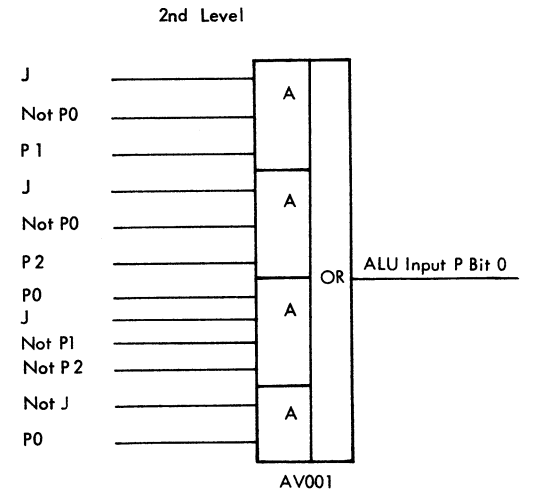 2nd Level
J
A
Not P0
P 1
J
A
Not P0
P 2
OR
ALU Input P Bit 0
P0
J
A
Not P1
Not P 2
Not J
A
P0
AV001